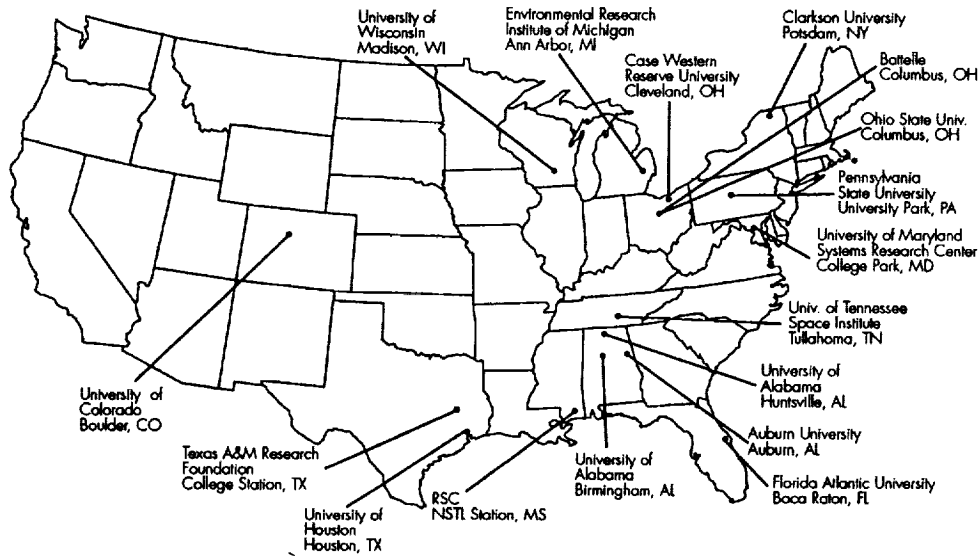 University of
Wisconsin
Madison, WI
Environmental Research
Institute of Michigan
Ann Arbor, MI
Case Western
Reserve University
Cleveland, OH
Clarkson University
Potsdam, NY
Battelle
Columbus, OH
Ohio State Univ.
Columbus, OH
Pennsylvania
State University
University Park, PA
University of Maryland
Systems Research Center
College Park, MD
Univ. of Tennessee
Space Institute
Tullahoma, TN
University of
Alabama
Huntsville, AL
Auburn University
Auburn, AL
Florida Atlantic University
Boca Raton, FL
University of
Alabama
Birmingham, AL
RSC
NSTL Station, MS
University of
Houston
Houston, TX
Texas A&M Research
Foundation
College Station, TX
University of
Colorado
Boulder, CO